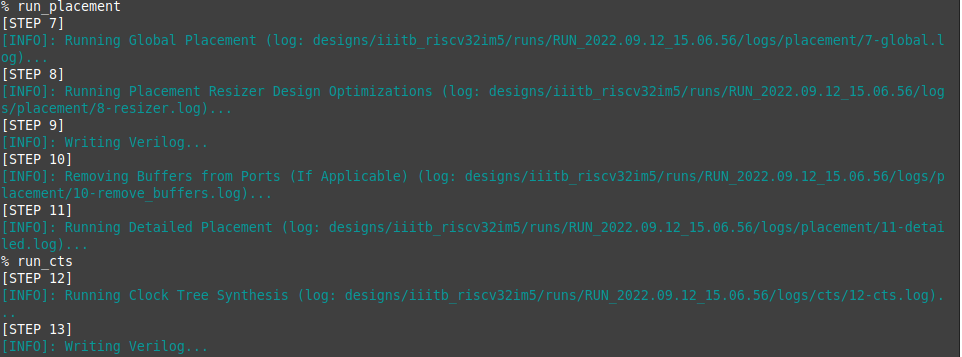 % run_placement
[STEP 7]
[INFO]: Running Global Placement (log: designs/iiitb_riscv32im5/runs/RUN_2022.09.12_15.06.56/logs/placement/7-global.l
og)...
[STEP 8]
[INFO]: Running Placement Resizer Design Optimizations (log: designs/iiitb_riscv32im5/runs/RUN_2022.09.12_15.06.56/log
s/placement/8-resizer.log)...
[STEP 9]
[INFO]: Writing Verilog...
[STEP 10]
[INFO]: Removing Buffers from Ports (If Applicable) (log: designs/iiitb_riscv32im5/runs/RUN_2022.09.12_15.06.56/logs/p
lacement/10-remove_buffers.log)...
[STEP 11]
[INFO]: Running Detailed Placement (log: designs/iiitb_riscv32im5/runs/RUN_2022.09.12_15.06.56/logs/placement/11-detai
led.log)...
% run_cts
[STEP 12]
[INFO]: Running Clock Tree Synthesis (log: designs/iiitb_riscv32im5/runs/RUN_2022.09.12_15.06.56/logs/cts/12-cts.log).
..
[STEP 13]
[INFO]: Writing Verilog...